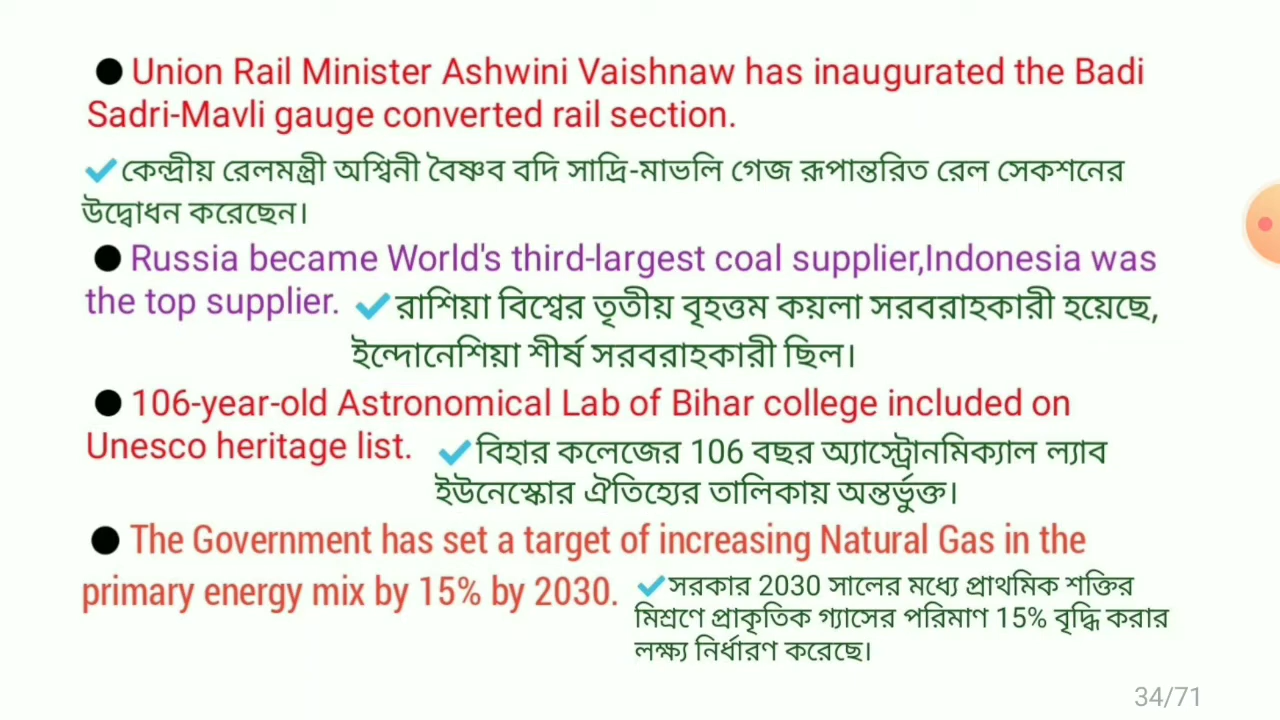 ● Union Rail Minister Ashwini Vaishnaw has inaugurated the Badi
Sadri-Mavli gauge converted rail section.
✔কেন্দ্রীয় রেলমন্ত্রী অশ্বিনী বৈষ্ণব বদি সাদ্রি-মাভলি গেজ রূপান্তরিত রেল সেকশনের
উদ্বোধন করেছেন।
● Russia became World's third-largest coal supplier,Indonesia was
the top supplier. ✔রাশিয়া বিশ্বের তৃতীয় বৃহত্তম কয়লা সরবরাহকারী হয়েছে,
ইন্দোনেশিয়া শীর্ষ সরবরাহকারী ছিল।
● 106-year-old Astronomical Lab of Bihar college included on
Unesco heritage list. ✔বিহার কলেজের 106 বছর অ্যাস্ট্রোনমিক্যাল ল্যাব
ইউনেস্কোর ঐতিহ্যের তালিকায় অন্তর্ভুক্ত।
● The Government has set a target of increasing Natural Gas in the
primary energy mix by 15% by 2030. ✔সরকার 2030 সালের মধ্যে প্রাথমিক শক্তির
মিশ্রণে প্রাকৃতিক গ্যাসের পরিমাণ 15% বৃদ্ধি করার
লক্ষ্য নির্ধারণ করেছে।
34/71